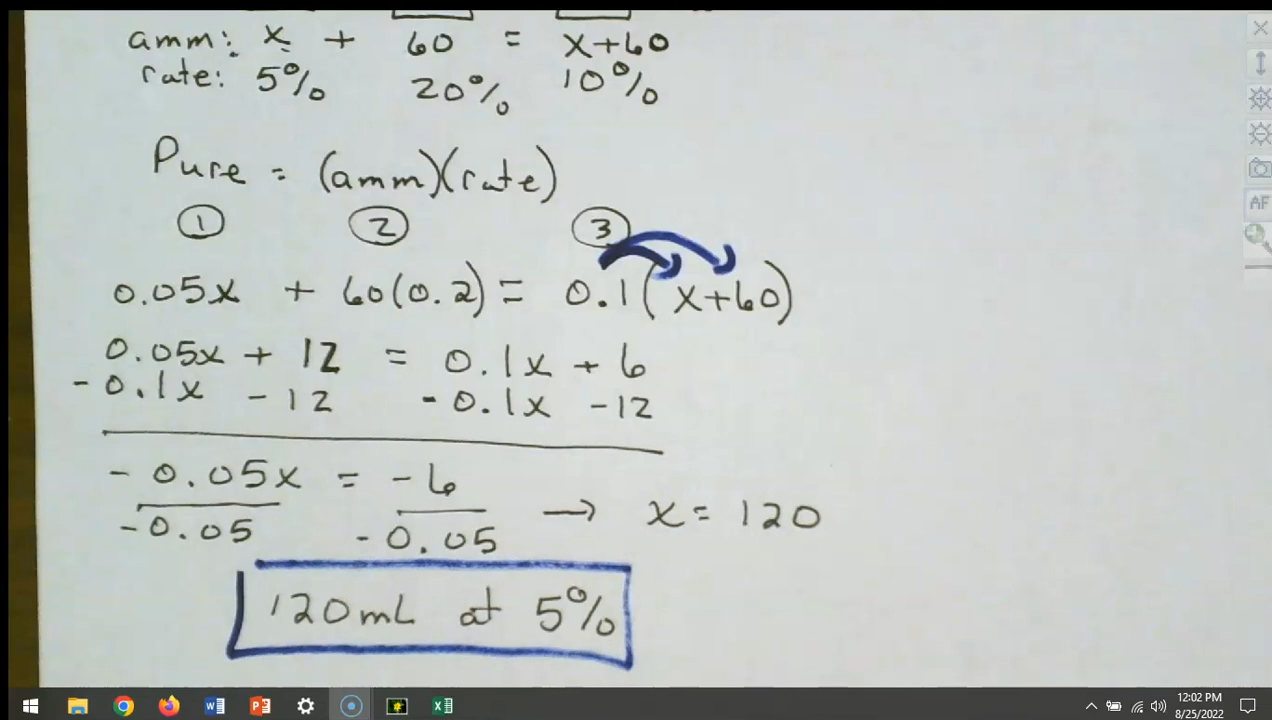 amm: x + 60 = x+60
rate: 5% 20% 10%
Pure = (amm)(rate)
1 2 3
0.05x + 60(0.2) = 0.1(x+60)
0.05x + 12 = 0.1x + 6
-0.1x -12 -0.1x -12
-0.05x = -6
-0.05 -0.05 → x = 120
120mL at 5%
AF
12:02 PM
8/25/2022